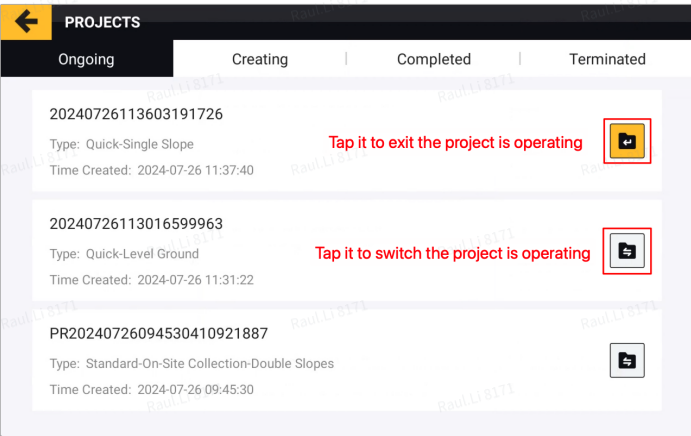 PROJECTS
Ongoing
Creating
Completed
Terminated
20240726113603191726
Type: Quick-Single Slope
Time Created: 2024-07-26 11:37:40
Tap it to exit the project is operating
20240726113016599963
Type: Quick-Level Ground
Time Created: 2024-07-26 11:31:22
Tap it to switch the project is operating
PR20240726094530410921887
Type: Standard-On-Site Collection-Double Slopes
Time Created: 2024-07-26 09:45:30
Raul.Li 8171